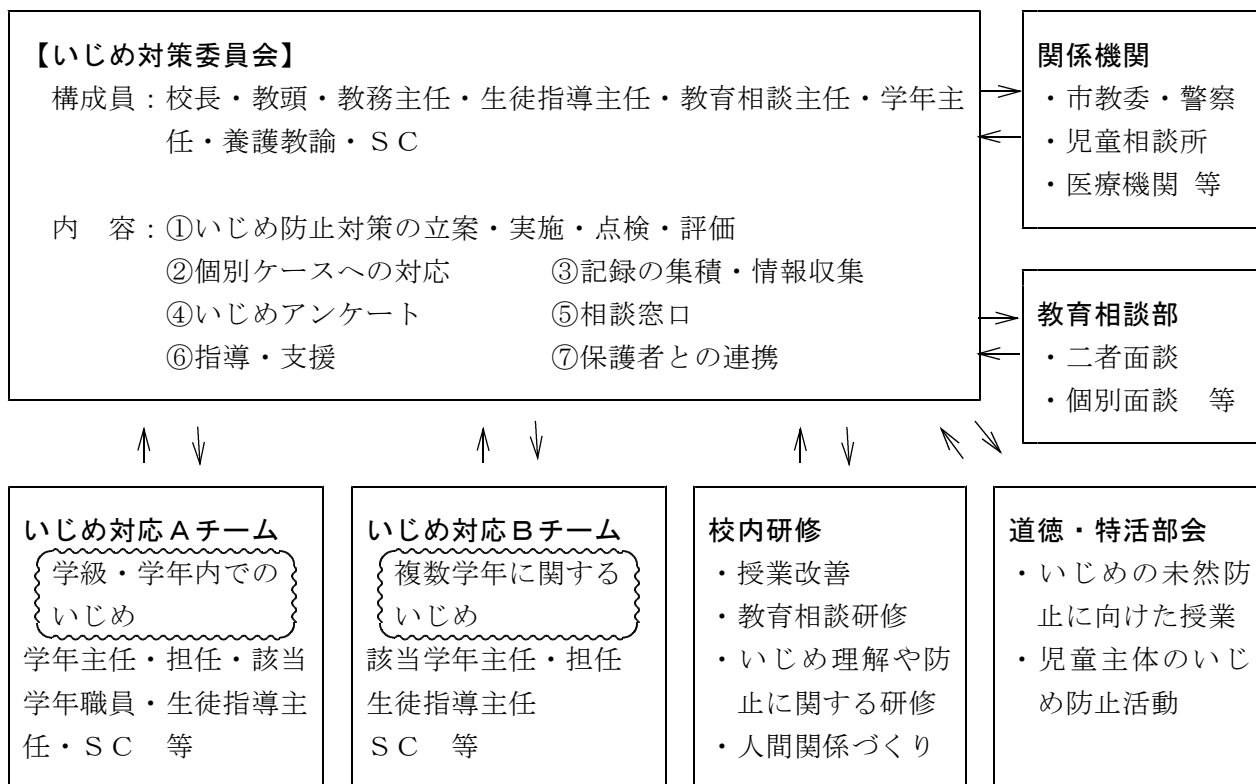 【いじめ対策委員会】
構成員：校長・教頭・教務主任・生徒指導主任・教育相談主任・学年主
任・養護教諭・ＳＣ
内　容：①いじめ防止対策の立案・実施・点検・評価
②個別ケースへの対応　③記録の集積・情報収集
④いじめアンケート　⑤相談窓口
⑥指導・支援　⑦保護者との連携
関係機関
・市教委・警察
・児童相談所
・医療機関 等
教育相談部
・二者面談
・個別面談　等
いじめ対応Ａチーム
学級・学年内での
いじめ
学年主任・担任・該当
学年職員・生徒指導主
任・ＳＣ　等
いじめ対応Ｂチーム
複数学年に関する
いじめ
該当学年主任・担任
生徒指導主任
ＳＣ　等
校内研修
・授業改善
・教育相談研修
・いじめ理解や防
止に関する研修
・人間関係づくり
道徳・特活部会
・いじめの未然防
止に向けた授業
・児童主体のいじ
め防止活動